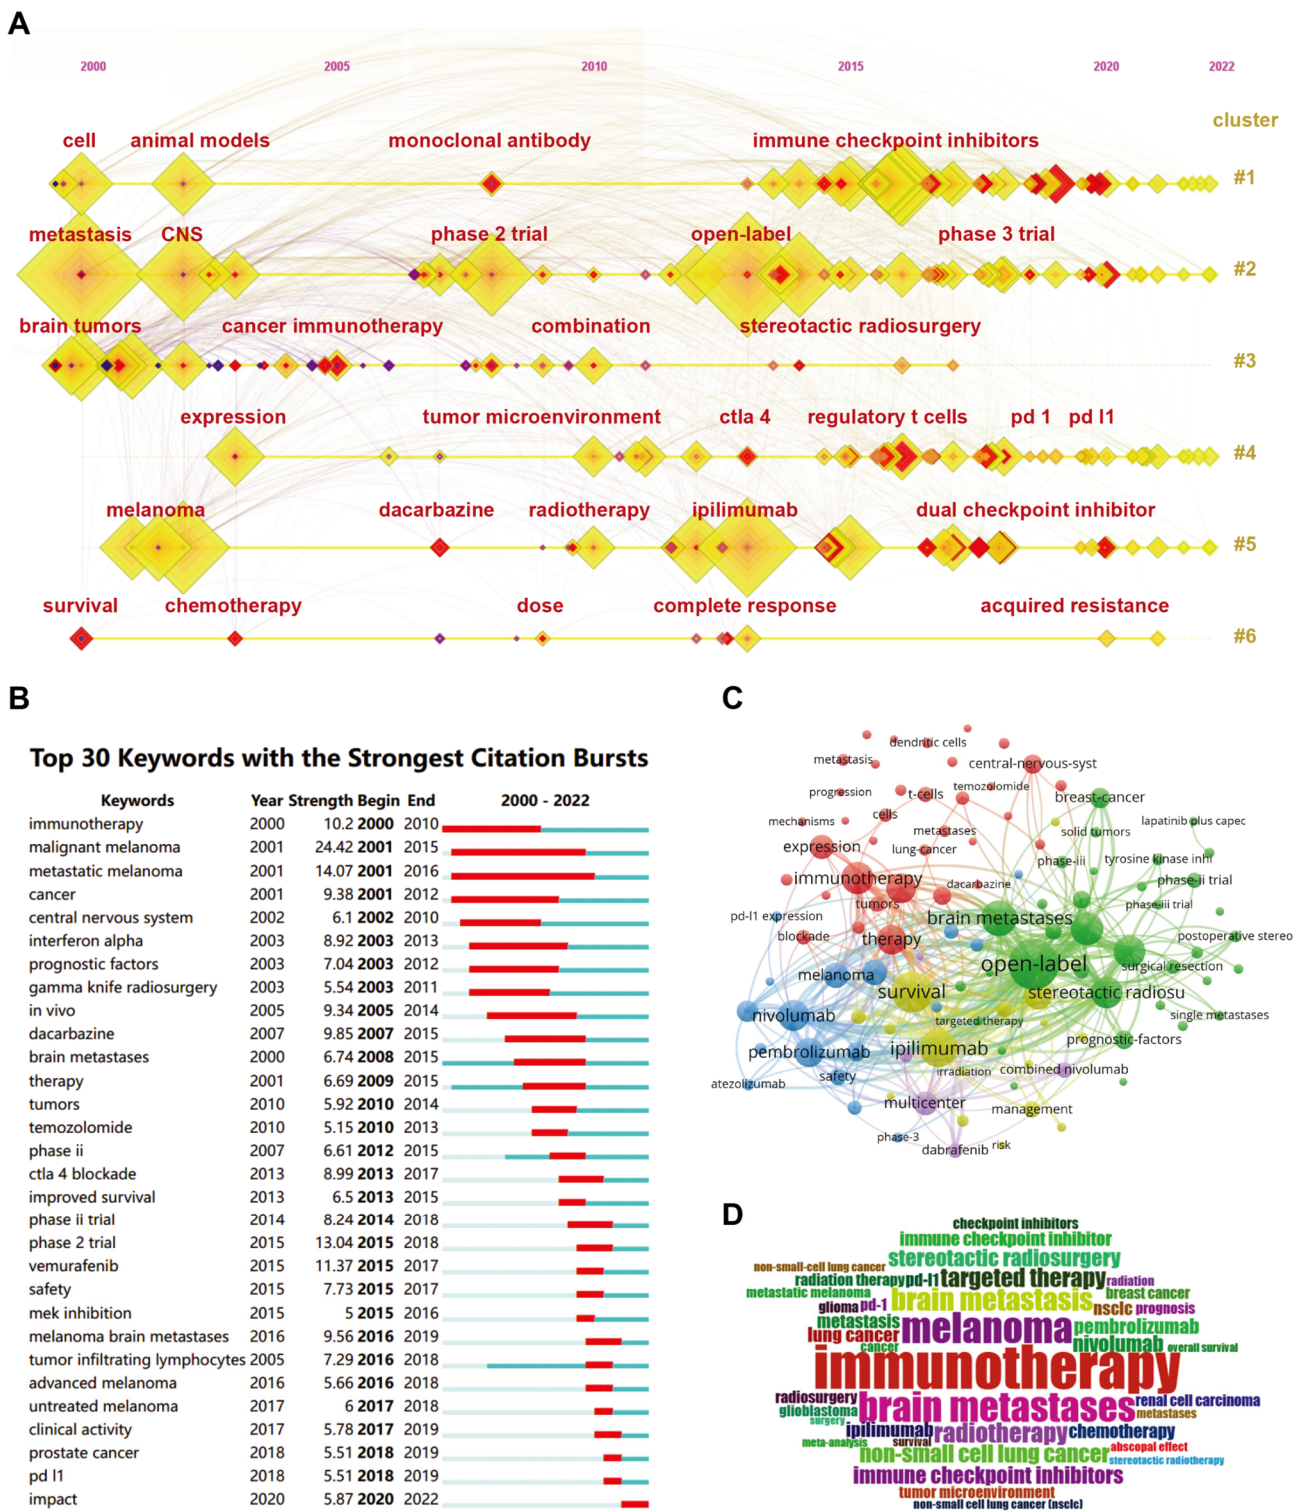 A
2000 2005 2010 2015 2020 2022
cluster
cell animal models monoclonal antibody immune checkpoint inhibitors
#1
metastasis CNS phase 2 trial open-label phase 3 trial
#2
brain tumors cancer immunotherapy combination stereotactic radiosurgery
#3
expression tumor microenvironment ctla 4 regulatory t cells pd 1 pd l1
#4
melanoma dacarbazine radiotherapy ipilimumab dual checkpoint inhibitor
#5
survival chemotherapy dose complete response acquired resistance
#6
B
Top 30 Keywords with the Strongest Citation Bursts
Keywords Year Strength Begin End 2000 - 2022
immunotherapy 2000 10.2 2000 2010
malignant melanoma 2001 24.42 2001 2015
metastatic melanoma 2001 14.07 2001 2016
cancer 2001 9.38 2001 2012
central nervous system 2002 6.1 2002 2010
interferon alpha 2003 8.92 2003 2013
prognostic factors 2003 7.04 2003 2012
gamma knife radiosurgery 2003 5.54 2003 2011
in vivo 2005 9.34 2005 2014
dacarbazine 2007 9.85 2007 2015
brain metastases 2000 6.74 2008 2015
therapy 2001 6.69 2009 2015
tumors 2010 5.92 2010 2014
temozolomide 2010 5.15 2010 2013
phase ii 2007 6.61 2012 2015
ctla 4 blockade 2013 8.99 2013 2017
improved survival 2013 6.5 2013 2015
phase ii trial 2014 8.24 2014 2018
phase 2 trial 2015 13.04 2015 2018
vemurafenib 2015 11.37 2015 2017
safety 2015 7.73 2015 2017
mek inhibition 2015 5 2015 2016
melanoma brain metastases 2016 9.56 2016 2019
tumor infiltrating lymphocytes 2005 7.29 2016 2018
advanced melanoma 2016 5.66 2016 2018
untreated melanoma 2017 6 2017 2018
clinical activity 2017 5.78 2017 2019
prostate cancer 2018 5.51 2018 2019
pd l1 2018 5.51 2018 2019
impact 2020 5.87 2020 2022
C
dendritic cells
metastasis central-nervous-syst
progression t-cells temozolomide breast-cancer
mechanisms cells metastases solid tumors lapatinib plus capec
expression lung-cancer phase-iii tyrosine kinase inhi
immunotherapy dacarbazine phase-ii trial
tumors phase-iii trial
pd-l1 expression brain metastases
blockade therapy postoperative stereo
melanoma open-label surgical resection
survival stereotactic radiosu
nivolumab targeted therapy single metastases
pembrolizumab ipilimumab prognostic-factors
atezolizumab safety irradiation combined nivolumab
multicenter management
phase-3 dabrafenib risk
D
checkpoint inhibitors
immune checkpoint inhibitor
stereotactic radiosurgery
non-small-cell lung cancer
radiation therapy pd-l1 targeted therapy radiation
metastatic melanoma brain metastasis breast cancer
glioma pd-1 nsclc prognosis
metastasis melanoma pembrolizumab
lung cancer nivolumab
cancer overall survival
immunotherapy
radiosurgery brain metastases renal cell carcinoma
glioblastoma metastases
surgery
ipilimumab radiotherapy chemotherapy
meta-analysis survival non-small cell lung cancer abscopal effect
stereotactic radiotherapy
immune checkpoint inhibitors
tumor microenvironment
non-small cell lung cancer (nsclc)